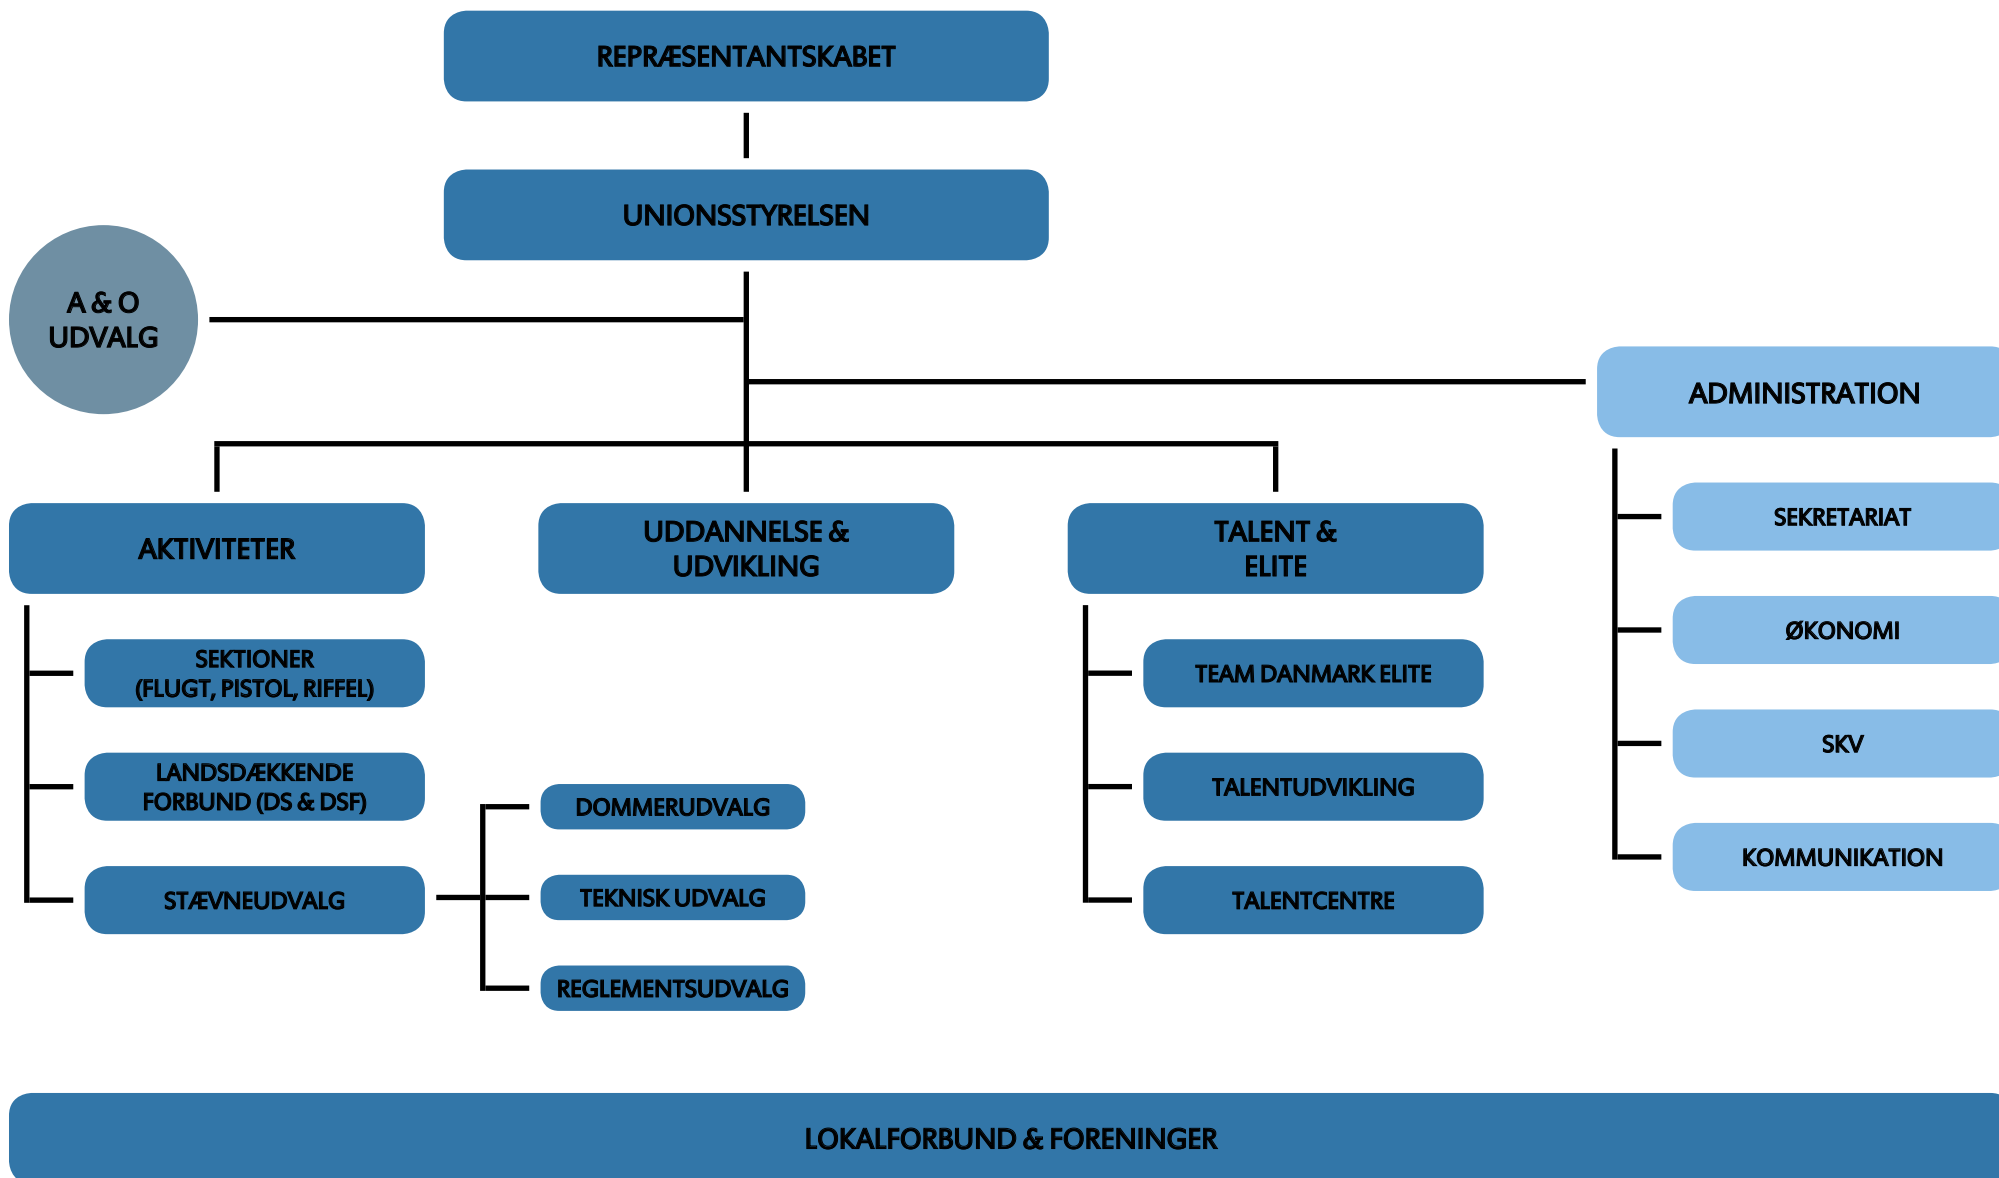 REPRÆSENTANTSKABET
UNIONSSTYRELSEN
A & O
UDVALG
ADMINISTRATION
SEKRETARIAT
ØKONOMI
SKV
KOMMUNIKATION
AKTIVITETER
SEKTIONER
(FLUGT, PISTOL, RIFFEL)
LANDSDÆKKENDE
FORBUND (DS & DSF)
STÆVNEUDVALG
DOMMERUDVALG
TEKNISK UDVALG
REGLEMENTSUDVALG
UDDANNELSE &
UDVIKLING
TALENT &
ELITE
TEAM DANMARK ELITE
TALENTUDVIKLING
TALENTCENTRE
LOKALFORBUND & FORENINGER